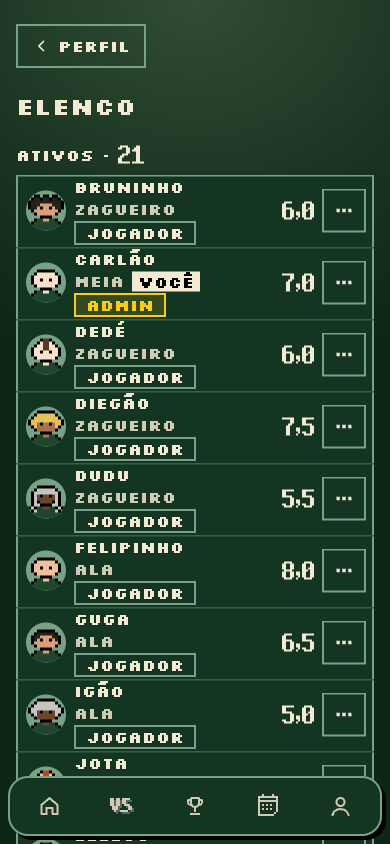 PERFIL
ELENCO
ATIVOS · 21
BRUNINHO
ZAGUEIRO
JOGADOR
6,0
CARLÃO
MEIA VOCÊ
ADMIN
7,0
DEDÉ
ZAGUEIRO
JOGADOR
6,0
DIEGÃO
ZAGUEIRO
JOGADOR
7,5
DUDU
ZAGUEIRO
JOGADOR
5,5
FELIPINHO
ALA
JOGADOR
8,0
GUGA
ALA
JOGADOR
6,5
IGÃO
ALA
JOGADOR
5,0
JOTA
VS